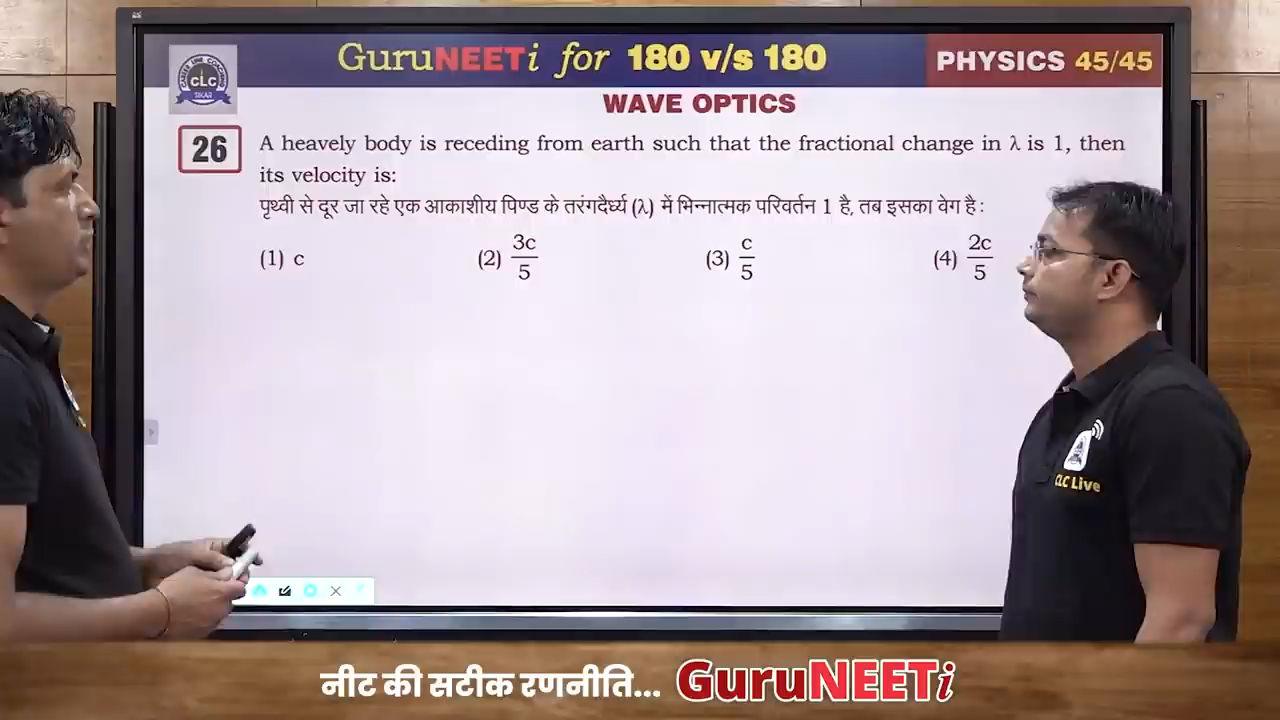 GuruNEETi for 180 v/s 180
PHYSICS 45/45
CLC
SIKAR
WAVE OPTICS
26
A heavely body is receding from earth such that the fractional change in λ is 1, then
its velocity is:
पृथ्वी से दूर जा रहे एक आकाशीय पिण्ड के तरंगदैर्ध्य (λ) में भिन्नात्मक परिवर्तन 1 है, तब इसका वेग है :
(1) c (2) 3c/5 (3) c/5 (4) 2c/5
CLC Live
नीट की सटीक रणनीति... GuruNEETi